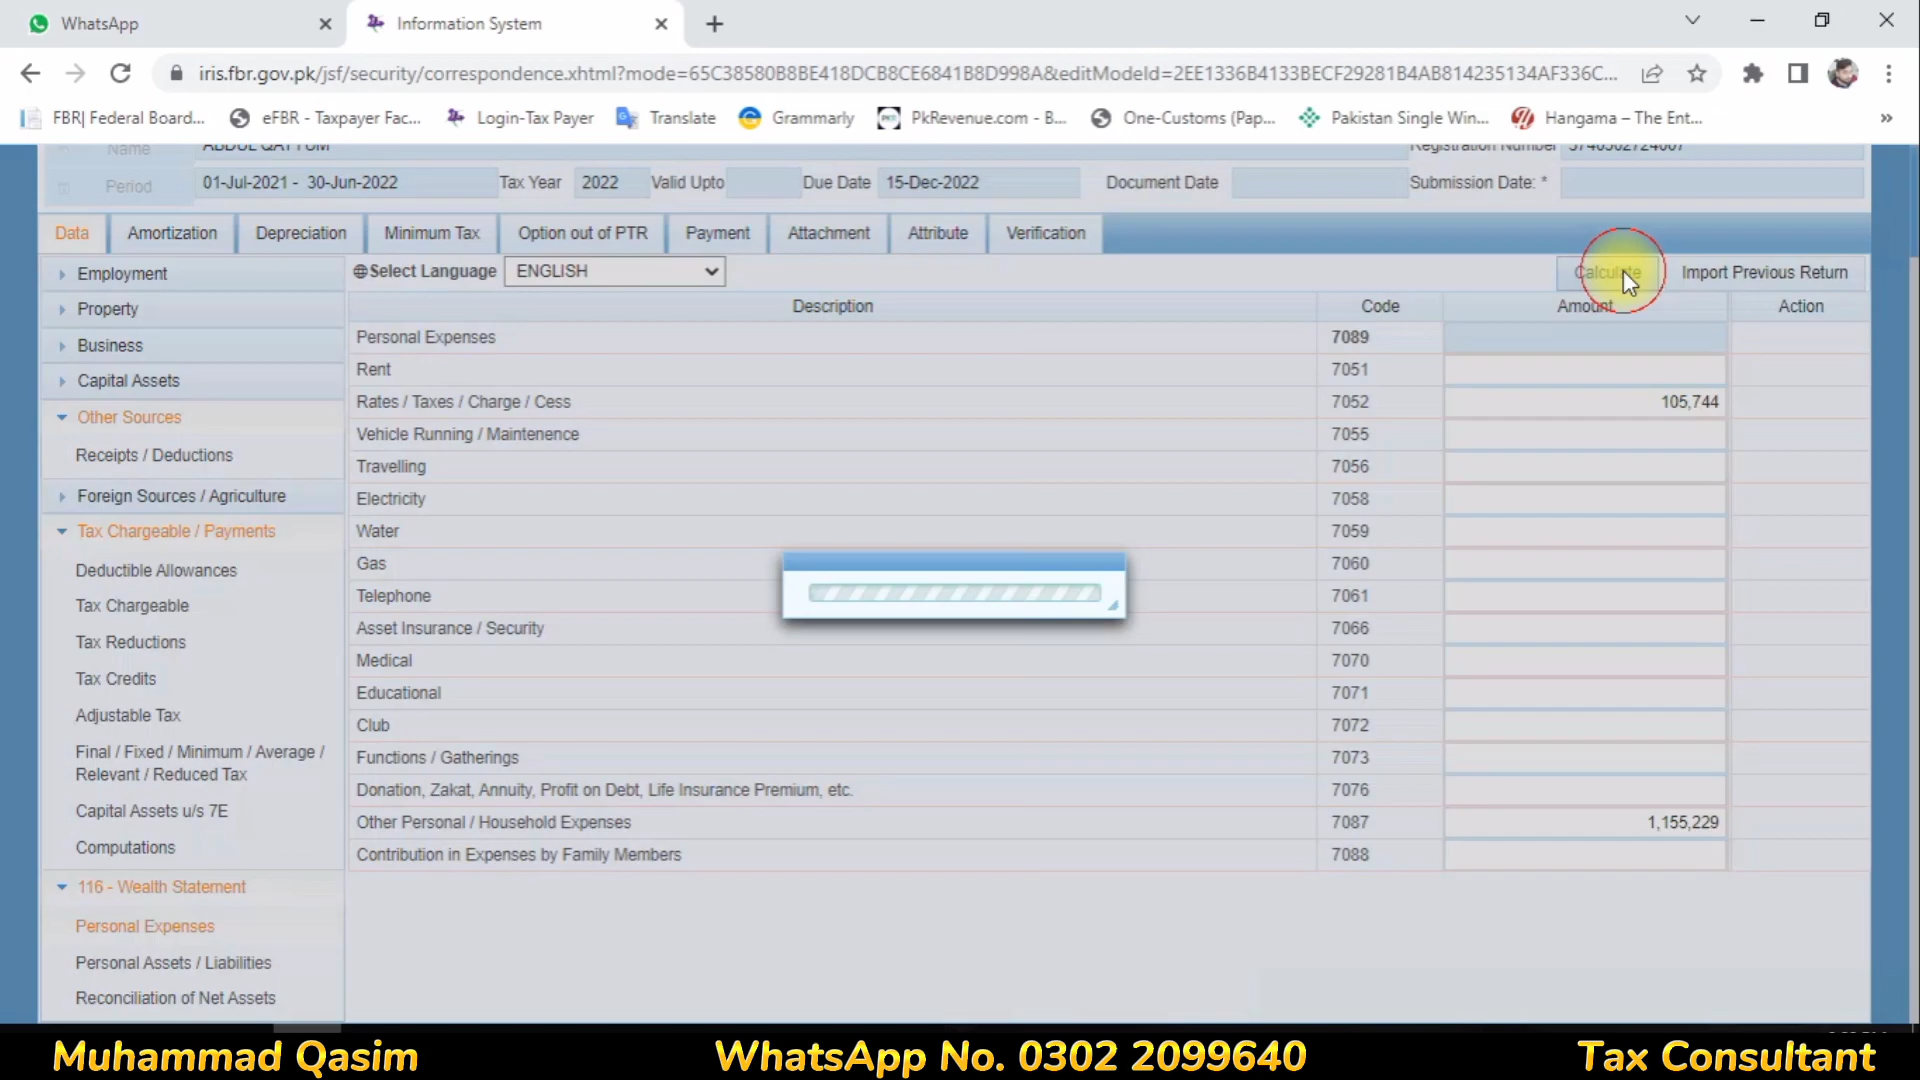 WhatsApp
Information System
iris.fbr.gov.pk/jsf/security/correspondence.xhtml?mode=65C38580B8BE418DCB8CE6841B8D998A&editModeId=2EE1336B4133BECF29281B4AB814235134AF336C...
FBR| Federal Board... eFBR - Taxpayer Fac... Login-Tax Payer Translate Grammarly PkRevenue.com - B... One-Customs (Pap... Pakistan Single Win... Hangama – The Ent... »
Name ABDUL QAYYUM Registration Number
Period 01-Jul-2021 - 30-Jun-2022 Tax Year 2022 Valid Upto Due Date 15-Dec-2022 Document Date Submission Date: *
Data Amortization Depreciation Minimum Tax Option out of PTR Payment Attachment Attribute Verification
Employment
Property
Business
Capital Assets
Other Sources
Receipts / Deductions
Foreign Sources / Agriculture
Tax Chargeable / Payments
Deductible Allowances
Tax Chargeable
Tax Reductions
Tax Credits
Adjustable Tax
Final / Fixed / Minimum / Average /
Relevant / Reduced Tax
Capital Assets u/s 7E
Computations
116 - Wealth Statement
Personal Expenses
Personal Assets / Liabilities
Reconciliation of Net Assets
Select Language ENGLISH Calculate Import Previous Return
Description Code Amount Action
Personal Expenses 7089
Rent 7051
Rates / Taxes / Charge / Cess 7052 105,744
Vehicle Running / Maintenence 7055
Travelling 7056
Electricity 7058
Water 7059
Gas 7060
Telephone 7061
Asset Insurance / Security 7066
Medical 7070
Educational 7071
Club 7072
Functions / Gatherings 7073
Donation, Zakat, Annuity, Profit on Debt, Life Insurance Premium, etc. 7076
Other Personal / Household Expenses 7087 1,155,229
Contribution in Expenses by Family Members 7088
Muhammad Qasim WhatsApp No. 0302 2099640 Tax Consultant